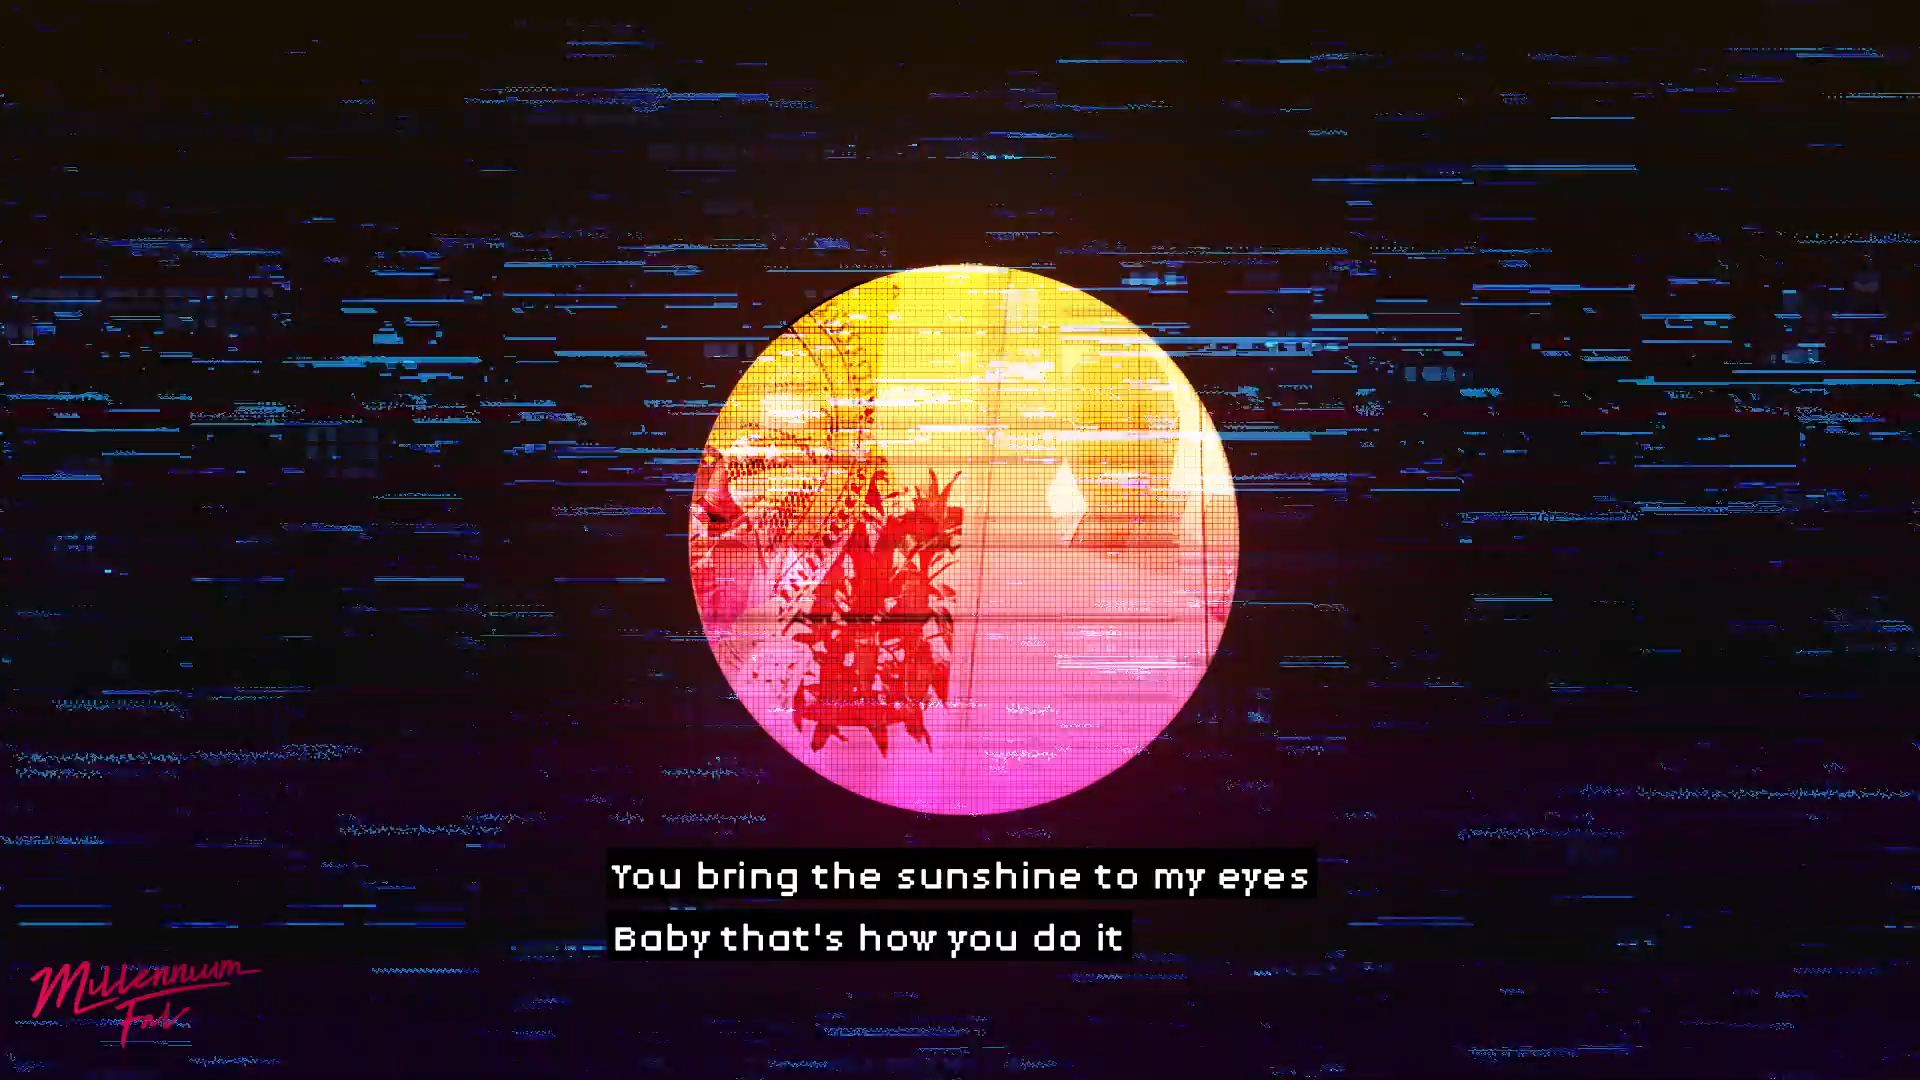 You bring the sunshine to my eyes
Baby that's how you do it
Millennium